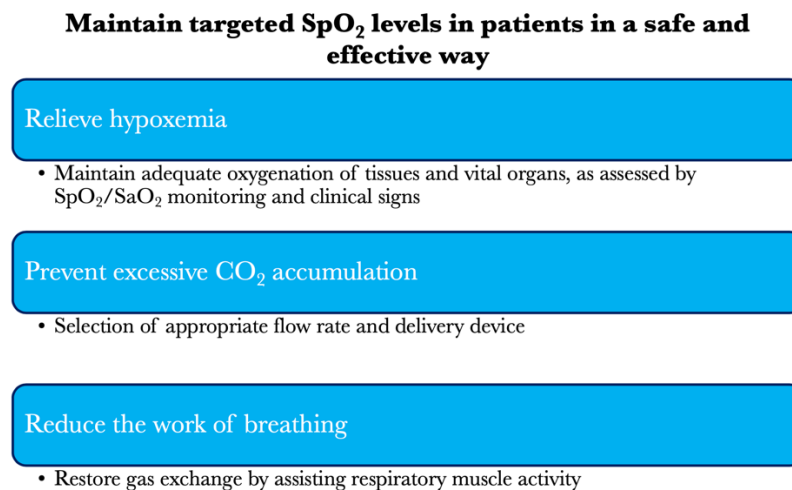 Maintain targeted SpO₂ levels in patients in a safe and
effective way
Relieve hypoxemia
• Maintain adequate oxygenation of tissues and vital organs, as assessed by
SpO₂/SaO₂ monitoring and clinical signs
Prevent excessive CO₂ accumulation
• Selection of appropriate flow rate and delivery device
Reduce the work of breathing
• Restore gas exchange by assisting respiratory muscle activity